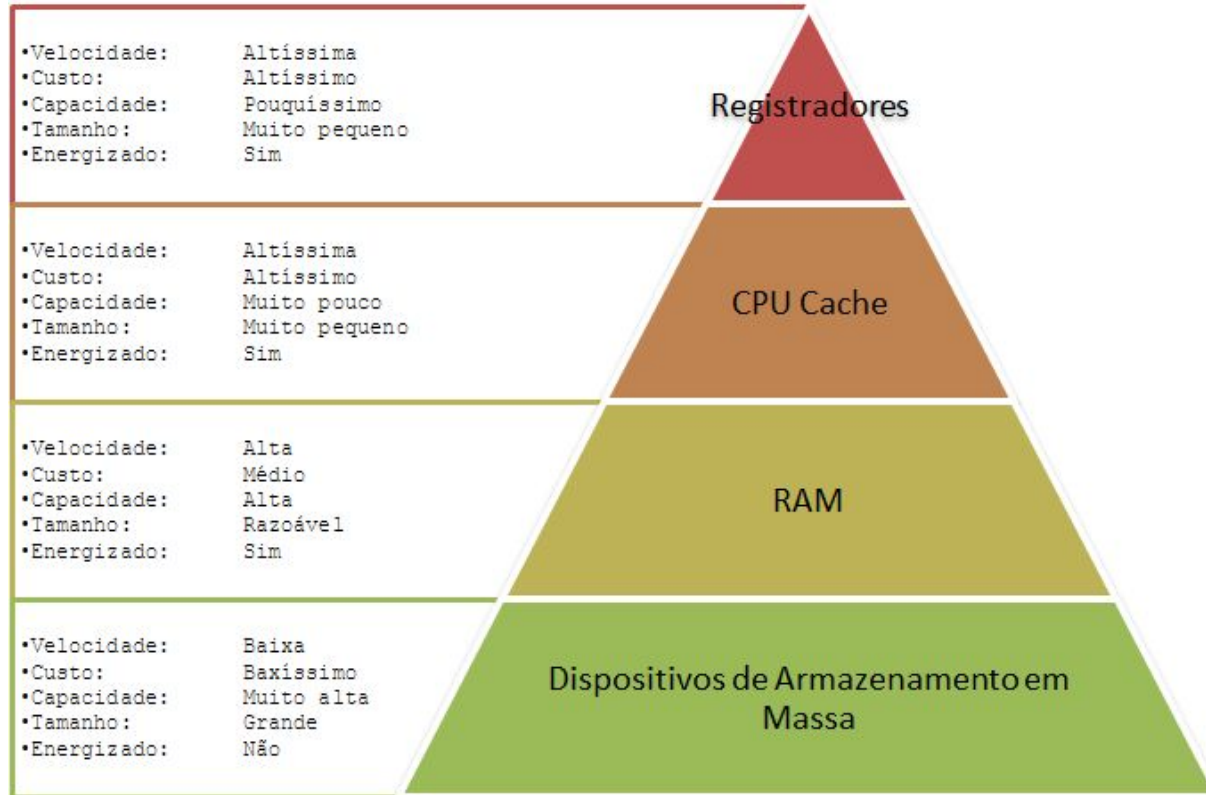 •Velocidade: Altíssima
•Custo: Altíssimo
•Capacidade: Pouquíssimo
•Tamanho: Muito pequeno
•Energizado: Sim
Registradores
•Velocidade: Altíssima
•Custo: Altíssimo
•Capacidade: Muito pouco
•Tamanho: Muito pequeno
•Energizado: Sim
CPU Cache
•Velocidade: Alta
•Custo: Médio
•Capacidade: Alta
•Tamanho: Razoável
•Energizado: Sim
RAM
•Velocidade: Baixa
•Custo: Baxíssimo
•Capacidade: Muito alta
•Tamanho: Grande
•Energizado: Não
Dispositivos de Armazenamento em
Massa